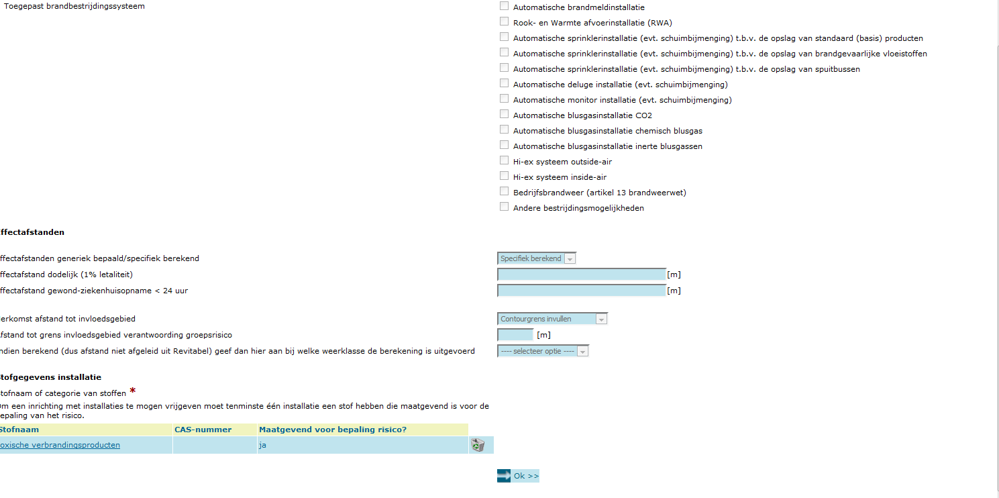 Toegepast brandbestrijdingssysteem
Automatische brandmeldinstallatie
Rook- en Warmte afvoerinstallatie (RWA)
Automatische sprinklerinstallatie (evt. schuimbijmenging) t.b.v. de opslag van standaard (basis) producten
Automatische sprinklerinstallatie (evt. schuimbijmenging) t.b.v. de opslag van brandgevaarlijke vloeistoffen
Automatische sprinklerinstallatie (evt. schuimbijmenging) t.b.v. de opslag van spuitbussen
Automatische deluge installatie (evt. schuimbijmenging)
Automatische monitor installatie (evt. schuimbijmenging)
Automatische blusgasinstallatie CO2
Automatische blusgasinstallatie chemisch blusgas
Automatische blusgasinstallatie inerte blusgassen
Hi-ex systeem outside-air
Hi-ex systeem inside-air
Bedrijfsbrandweer (artikel 13 brandweerwet)
Andere bestrijdingsmogelijkheden
ffectafstanden
ffectafstanden generiek bepaald/specifiek berekend Specifiek berekend
ffectafstand dodelijk (1% letaliteit) [m]
ffectafstand gewond-ziekenhuisopname < 24 uur [m]
erkomst afstand tot invloedsgebied Contourgrens invullen
fstand tot grens invloedsgebied verantwoording groepsrisico [m]
ndien berekend (dus afstand niet afgeleid uit Revitabel) geef dan hier aan bij welke weerklasse de berekening is uitgevoerd ---- selecteer optie ----
tofgegevens installatie
tofnaam of categorie van stoffen *
Om een inrichting met installaties te mogen vrijgeven moet tenminste één installatie een stof hebben die maatgevend is voor de
epaling van het risico.
Stofnaam CAS-nummer Maatgevend voor bepaling risico?
oxische verbrandingsproducten ja
Ok >>